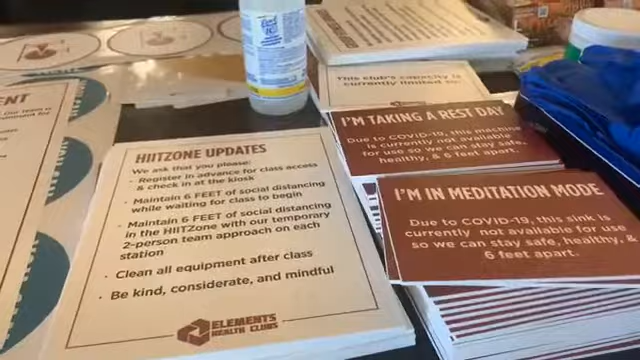 I'M TAKING A
This club's capacity is
currently limited
ENT
HIITZONE UPDATES
We ask that you please:
· Register in advance for class access
& check in at the kiosk
· Maintain 6 FEET of social distancing
while waiting for class to begin
· Maintain 6 FEET of social distancing
in the HIITZone with our temporary
2-person team approach on each
station
· Clean all equipment after class
· Be kind, considerate, and mindful
ELEMENTS
HEALTH CLUBS
I'M TAKING A REST DAY
Due to COVID-19, this machine
is currently not available
for use so we can stay safe,
healthy, & 6 feet apart.
I'M IN MEDITATION MODE
Due to COVID-19, this sink is
currently not available for use
so we can stay safe, healthy, &
6 feet apart.